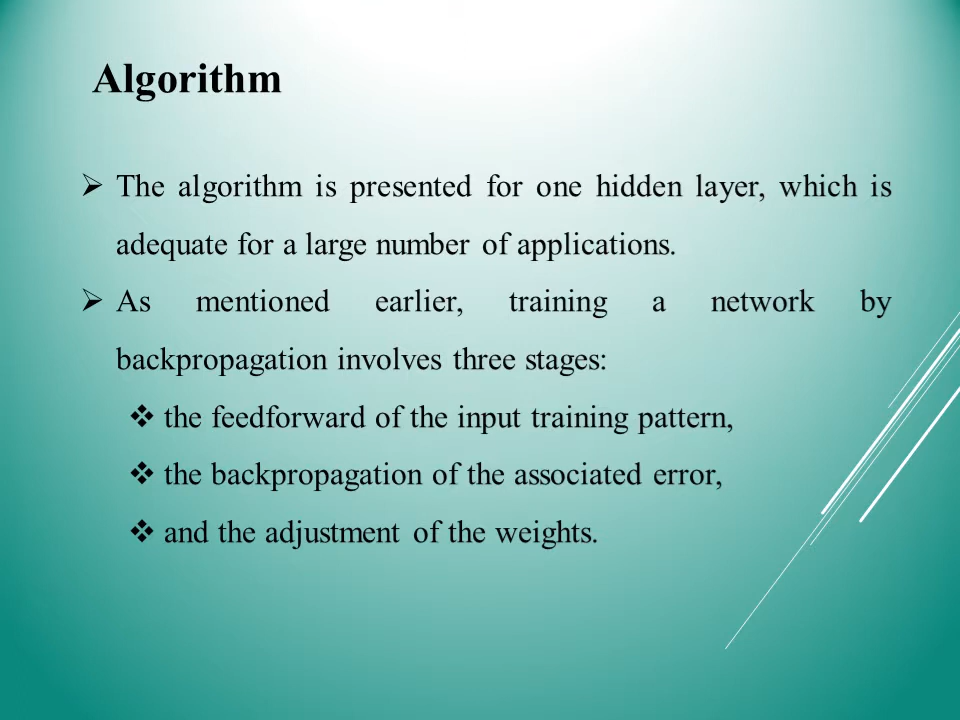 Algorithm
➢ The algorithm is presented for one hidden layer, which is
adequate for a large number of applications.
➢ As mentioned earlier, training a network by
backpropagation involves three stages:
❖ the feedforward of the input training pattern,
❖ the backpropagation of the associated error,
❖ and the adjustment of the weights.